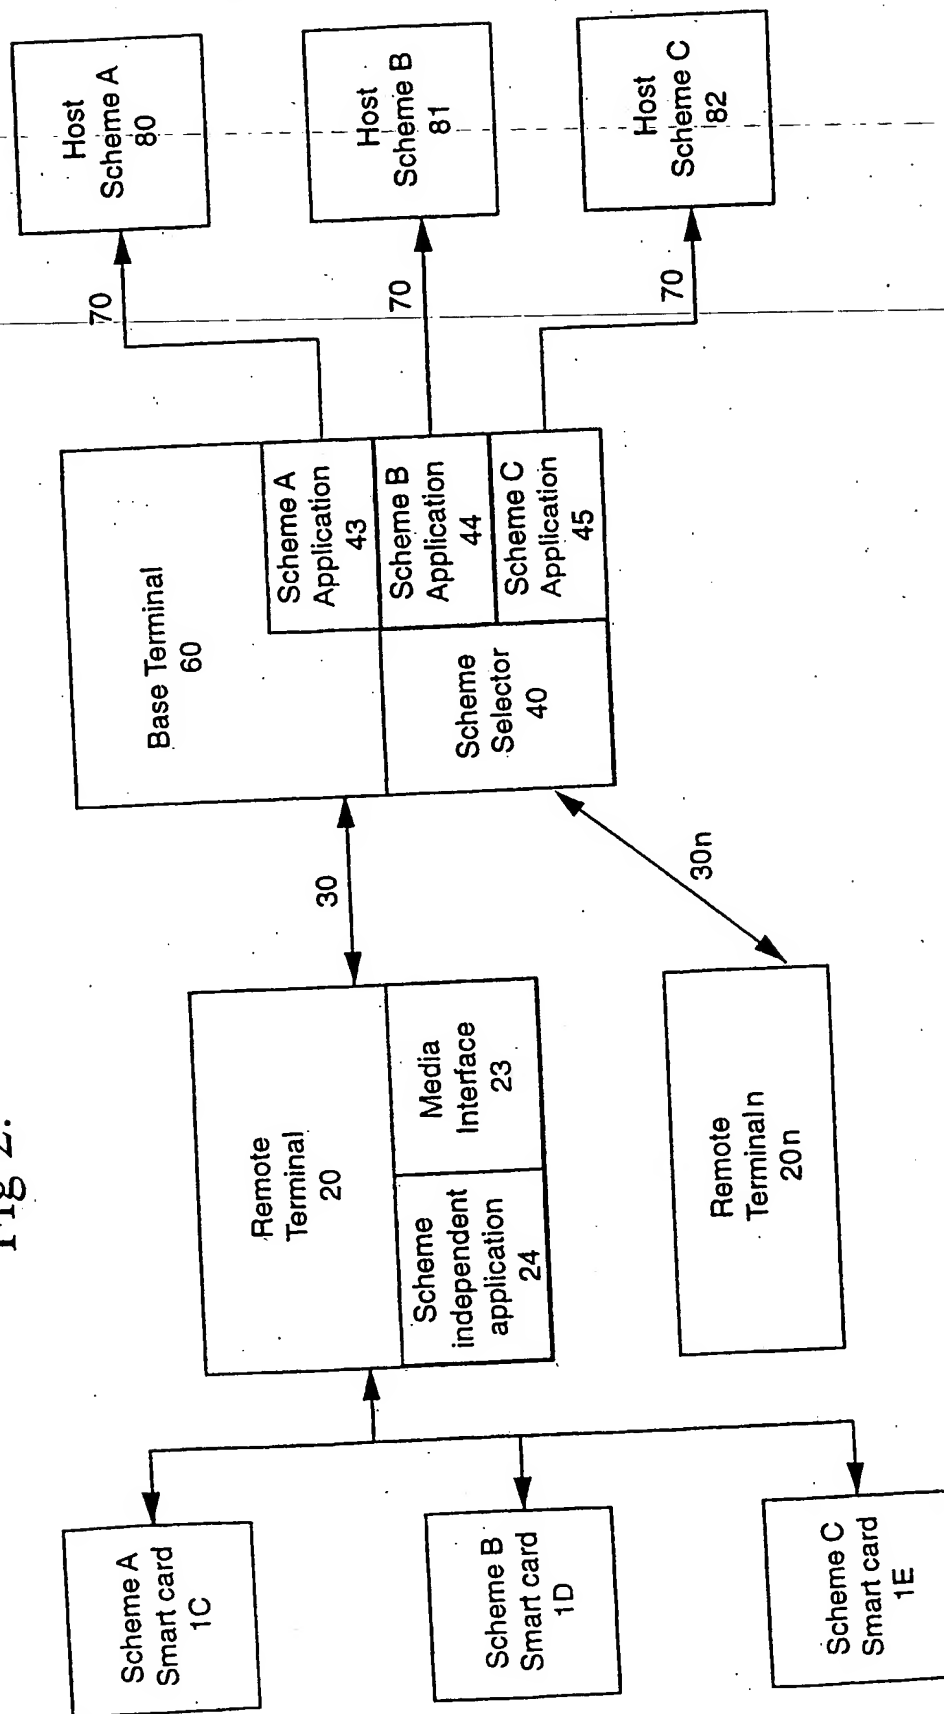 Fig 2.
Scheme A
Smart card
1C
Scheme B
Smart card
1D
Scheme C
Smart card
1E
Remote
Terminal
20
Scheme
independent
application
24
Media
Interface
23
Remote
Terminal n
20n
30
30n
Base Terminal
60
Scheme
Selector
40
Scheme A
Application
43
Scheme B
Application
44
Scheme C
Application
45
70
70
70
Host
Scheme A
80
Host
Scheme B
81
Host
Scheme C
82